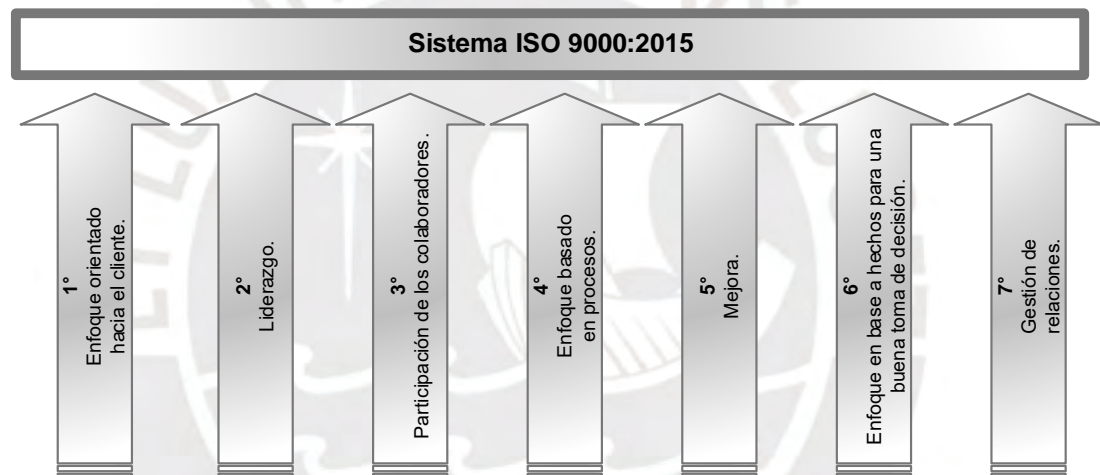 Sistema ISO 9000:2015
1°
Enfoque orientado
hacia el cliente.
2°
Liderazgo.
3°
Participación de los colaboradores.
4°
Enfoque basado
en procesos.
5°
Mejora.
6°
Enfoque en base a hechos para una
buena toma de decisión.
7°
Gestión de
relaciones.